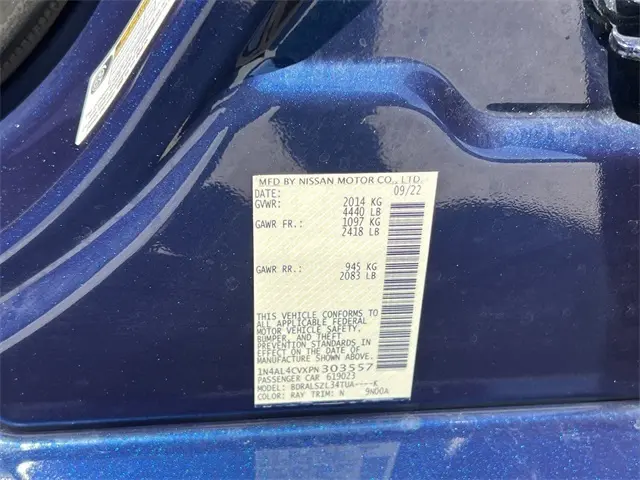 MFD BY NISSAN MOTOR CO., LTD.
DATE: 09/22
GVWR: 2014 KG
4440 LB
GAWR FR.: 1097 KG
2418 LB
GAWR RR.: 945 KG
2083 LB
THIS VEHICLE CONFORMS TO
ALL APPLICABLE FEDERAL
MOTOR VEHICLE SAFETY,
BUMPER, AND THEFT
PREVENTION STANDARDS IN
EFFECT ON THE DATE OF
MANUFACTURE SHOWN ABOVE.
1N4AL4CVXPN303557
PASSENGER CAR 619023
MODEL: BDRALSZL34TUA----K
COLOR: RAY TRIM: N 9N00A